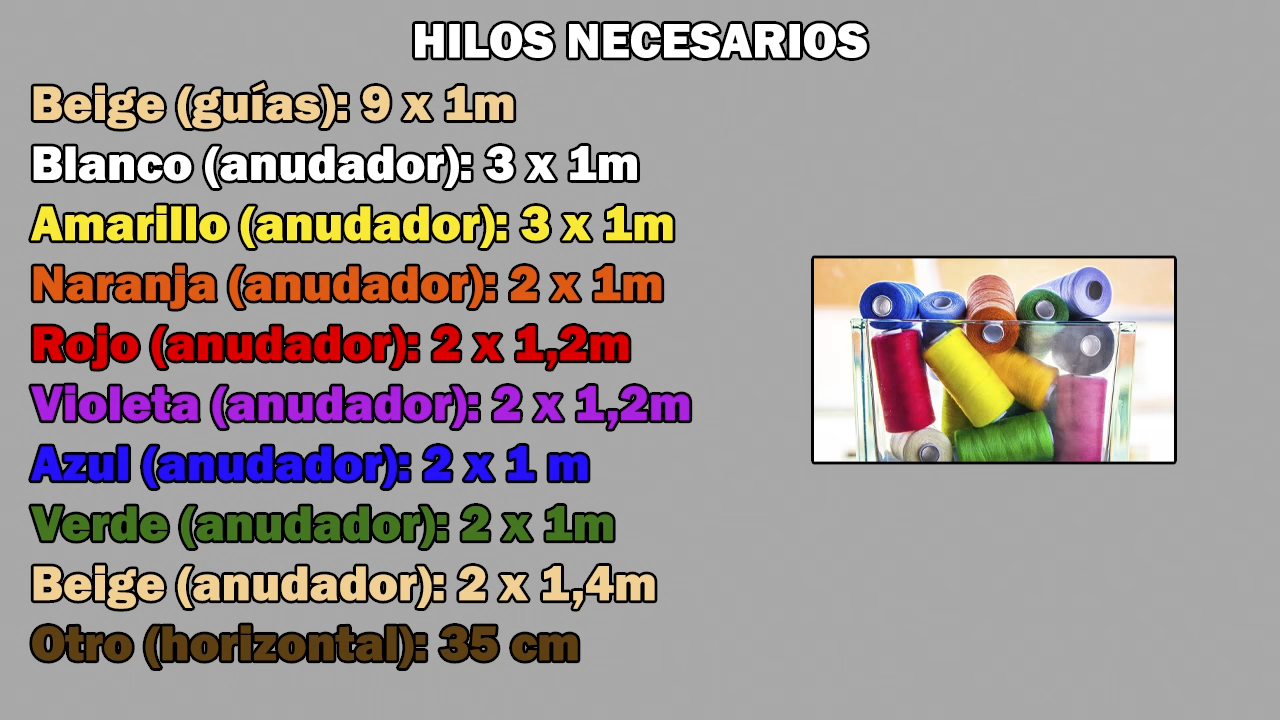 HILOS NECESARIOS
Beige (guías): 9 x 1m
Blanco (anudador): 3 x 1m
Amarillo (anudador): 3 x 1m
Naranja (anudador): 2 x 1m
Rojo (anudador): 2 x 1,2m
Violeta (anudador): 2 x 1,2m
Azul (anudador): 2 x 1 m
Verde (anudador): 2 x 1m
Beige (anudador): 2 x 1,4m
Otro (horizontal): 35 cm